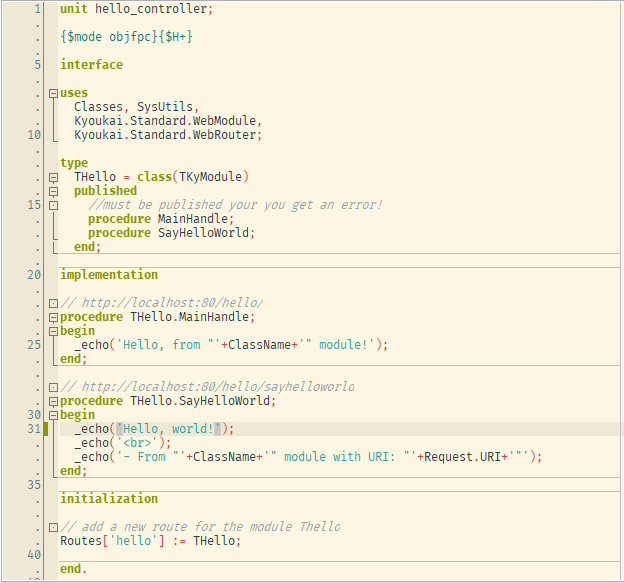 1 unit hello_controller;
.
. {$mode objfpc}{$H+}
.
5 interface
.
. uses
. Classes, SysUtils,
. Kyoukai.Standard.WebModule,
10 Kyoukai.Standard.WebRouter;
.
. type
. THello = class(TKyModule)
. published
15 //must be published your you get an error!
. procedure MainHandle;
. procedure SayHelloWorld;
. end;
.
20 implementation
.
. // http://localhost:80/hello/
. procedure THello.MainHandle;
. begin
25 _echo('Hello, from "'+ClassName+'" module!');
. end;
.
. // http://localhost:80/hello/sayhelloworld
. procedure THello.SayHelloWorld;
30 begin
31 _echo('Hello, world!');
. _echo('<br>');
. _echo('- From "'+ClassName+'" module with URI: "'+Request.URI+'"');
. end;
35
. initialization
.
. // add a new route for the module Thello
. Routes['hello'] := THello;
40
. end.